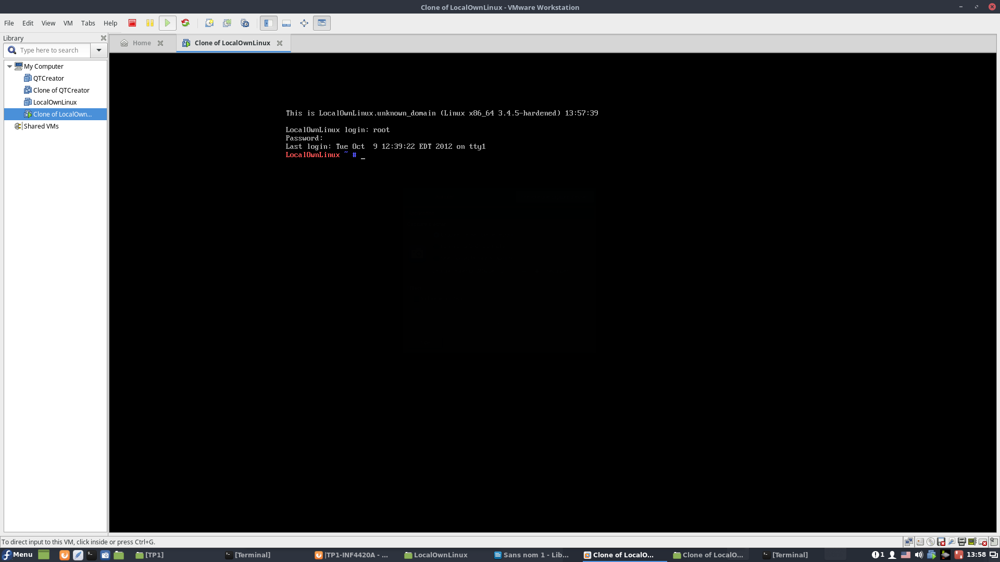 Clone of LocalOwnLinux - VMware Workstation
File Edit View VM Tabs Help
Library
Home
Clone of LocalOwnLinux
Type here to search
My Computer
QTCreator
Clone of QTCreator
LocalOwnLinux
Clone of LocalOwn...
Shared VMs
This is LocalOwnLinux.unknown_domain (Linux x86_64 3.4.5-hardened) 13:57:39
LocalOwnLinux login: root
Password:
Last login: Tue Oct  9 12:39:22 EDT 2012 on tty1
LocalOwnLinux ~ # _
To direct input to this VM, click inside or press Ctrl+G.
Menu
[TP1]
[Terminal]
|TP1-INF4420A - ...
LocalOwnLinux
Sans nom 1 - Lib...
Clone of LocalO...
Clone of LocalO...
[Terminal]
1
13:58